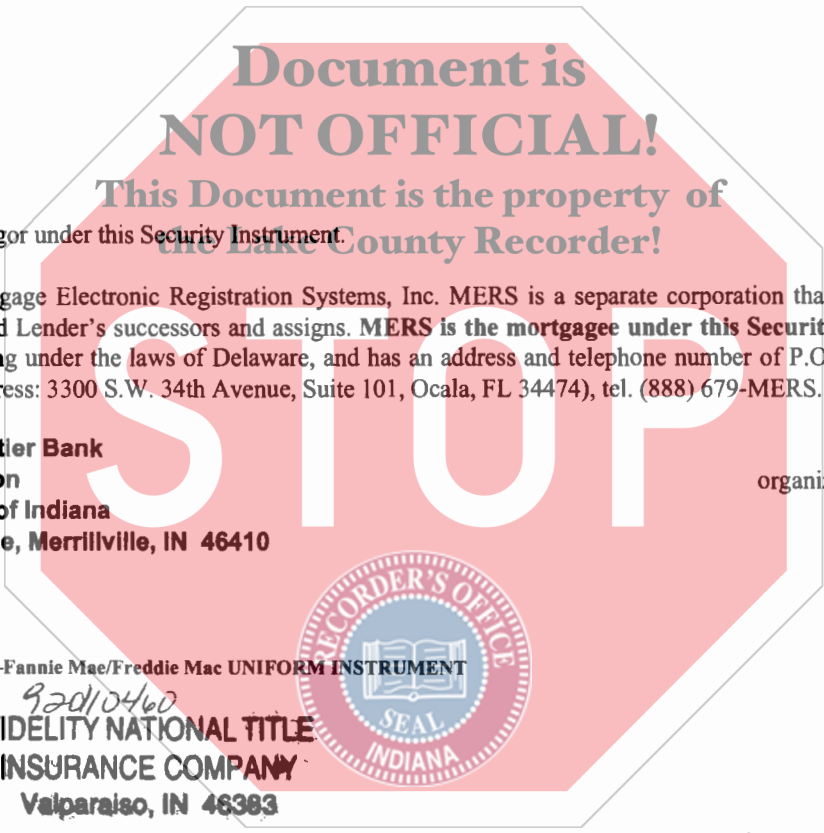 Document is
NOT OFFICIAL!
This Document is the property of
the Lake County Recorder!
gor under this Security Instrument.
gage Electronic Registration Systems, Inc. MERS is a separate corporation tha
d Lender's successors and assigns. MERS is the mortgagee under this Securit
ng under the laws of Delaware, and has an address and telephone number of P.O
ress: 3300 S.W. 34th Avenue, Suite 101, Ocala, FL 34474), tel. (888) 679-MERS.
STOP
tier Bank
on organiz
of Indiana
e, Merrillville, IN 46410
RECORDER'S OFFICE
SEAL
INDIANA
-Fannie Mae/Freddie Mac UNIFORM INSTRUMENT
92010460
IDELITY NATIONAL TITLE
INSURANCE COMPANY
Valparaiso, IN 46383